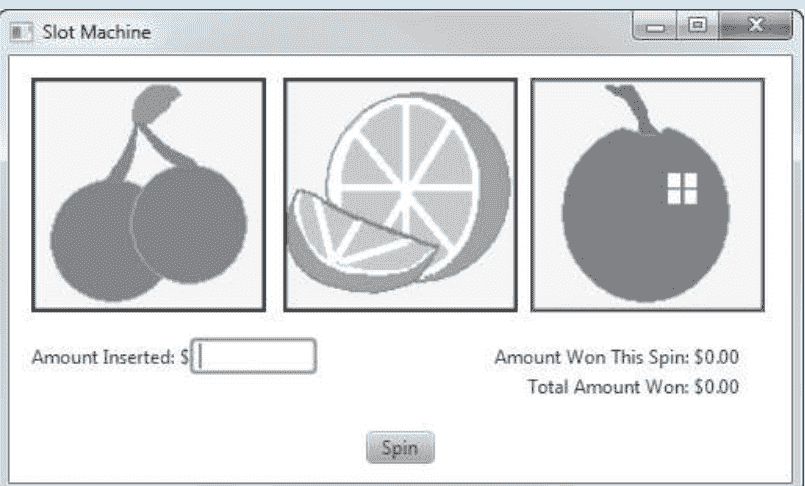 Slot Machine
Amount Inserted: $
Amount Won This Spin: $0.00
Total Amount Won: $0.00
Spin